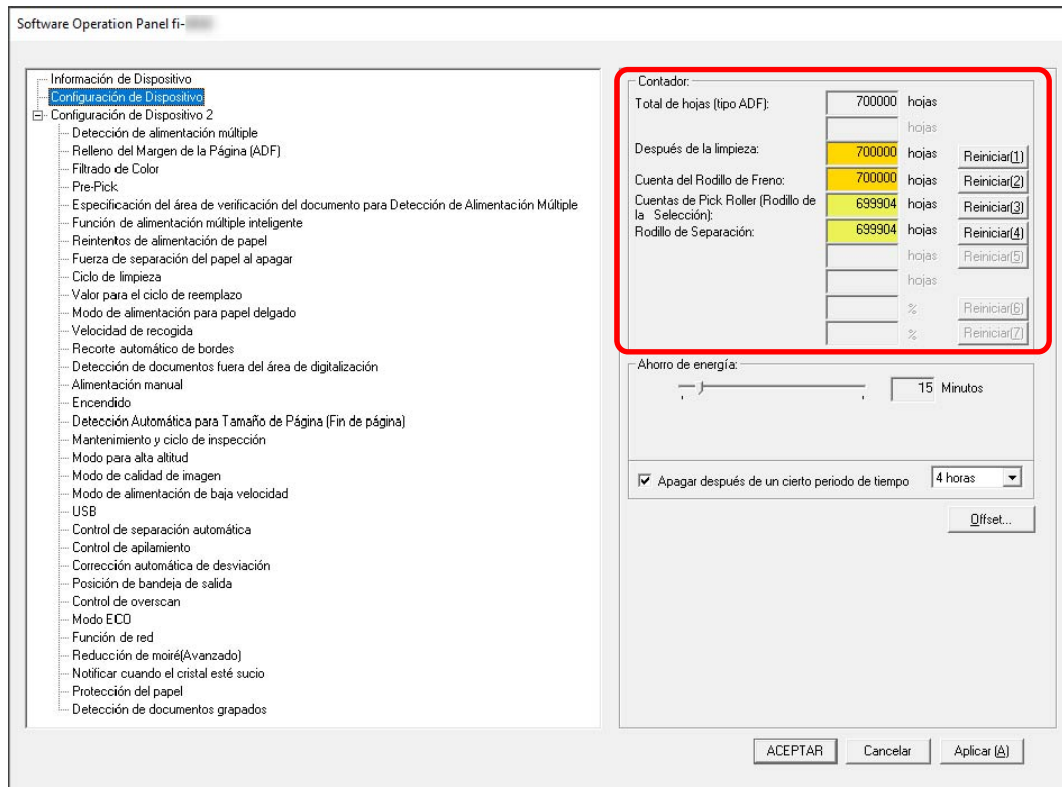 Software Operation Panel fi-
Información de Dispositivo
Configuración de Dispositivo
Configuración de Dispositivo 2
Detección de alimentación múltiple
Relleno del Margen de la Página (ADF)
Filtrado de Color
Pre-Pick
Especificación del área de verificación del documento para Detección de Alimentación Múltiple
Función de alimentación múltiple inteligente
Reintentos de alimentación de papel
Fuerza de separación del papel al apagar
Ciclo de limpieza
Valor para el ciclo de reemplazo
Modo de alimentación para papel delgado
Velocidad de recogida
Recorte automático de bordes
Detección de documentos fuera del área de digitalización
Alimentación manual
Encendido
Detección Automática para Tamaño de Página (Fin de página)
Mantenimiento y ciclo de inspección
Modo para alta altitud
Modo de calidad de imagen
Modo de alimentación de baja velocidad
USB
Control de separación automática
Control de apilamiento
Corrección automática de desviación
Posición de bandeja de salida
Control de overscan
Modo ECO
Función de red
Reducción de moiré(Avanzado)
Notificar cuando el cristal esté sucio
Protección del papel
Detección de documentos grapados
Contador:
Total de hojas (tipo ADF): 700000 hojas
hojas
Después de la limpieza: 700000 hojas Reiniciar(1)
Cuenta del Rodillo de Freno: 700000 hojas Reiniciar(2)
Cuentas de Pick Roller (Rodillo de la Selección): 699904 hojas Reiniciar(3)
Rodillo de Separación: 699904 hojas Reiniciar(4)
hojas Reiniciar(5)
hojas
% Reiniciar(6)
% Reiniciar(7)
Ahorro de energía:
15 Minutos
Apagar después de un cierto periodo de tiempo 4 horas
Offset...
ACEPTAR Cancelar Aplicar (A)